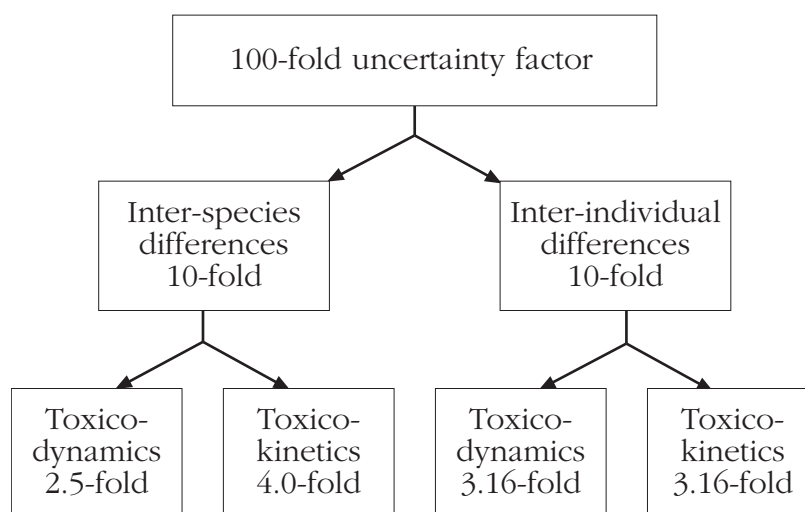 100-fold uncertainty factor
Inter-species
differences
10-fold
Inter-individual
differences
10-fold
Toxico-
dynamics
2.5-fold
Toxico-
kinetics
4.0-fold
Toxico-
dynamics
3.16-fold
Toxico-
kinetics
3.16-fold